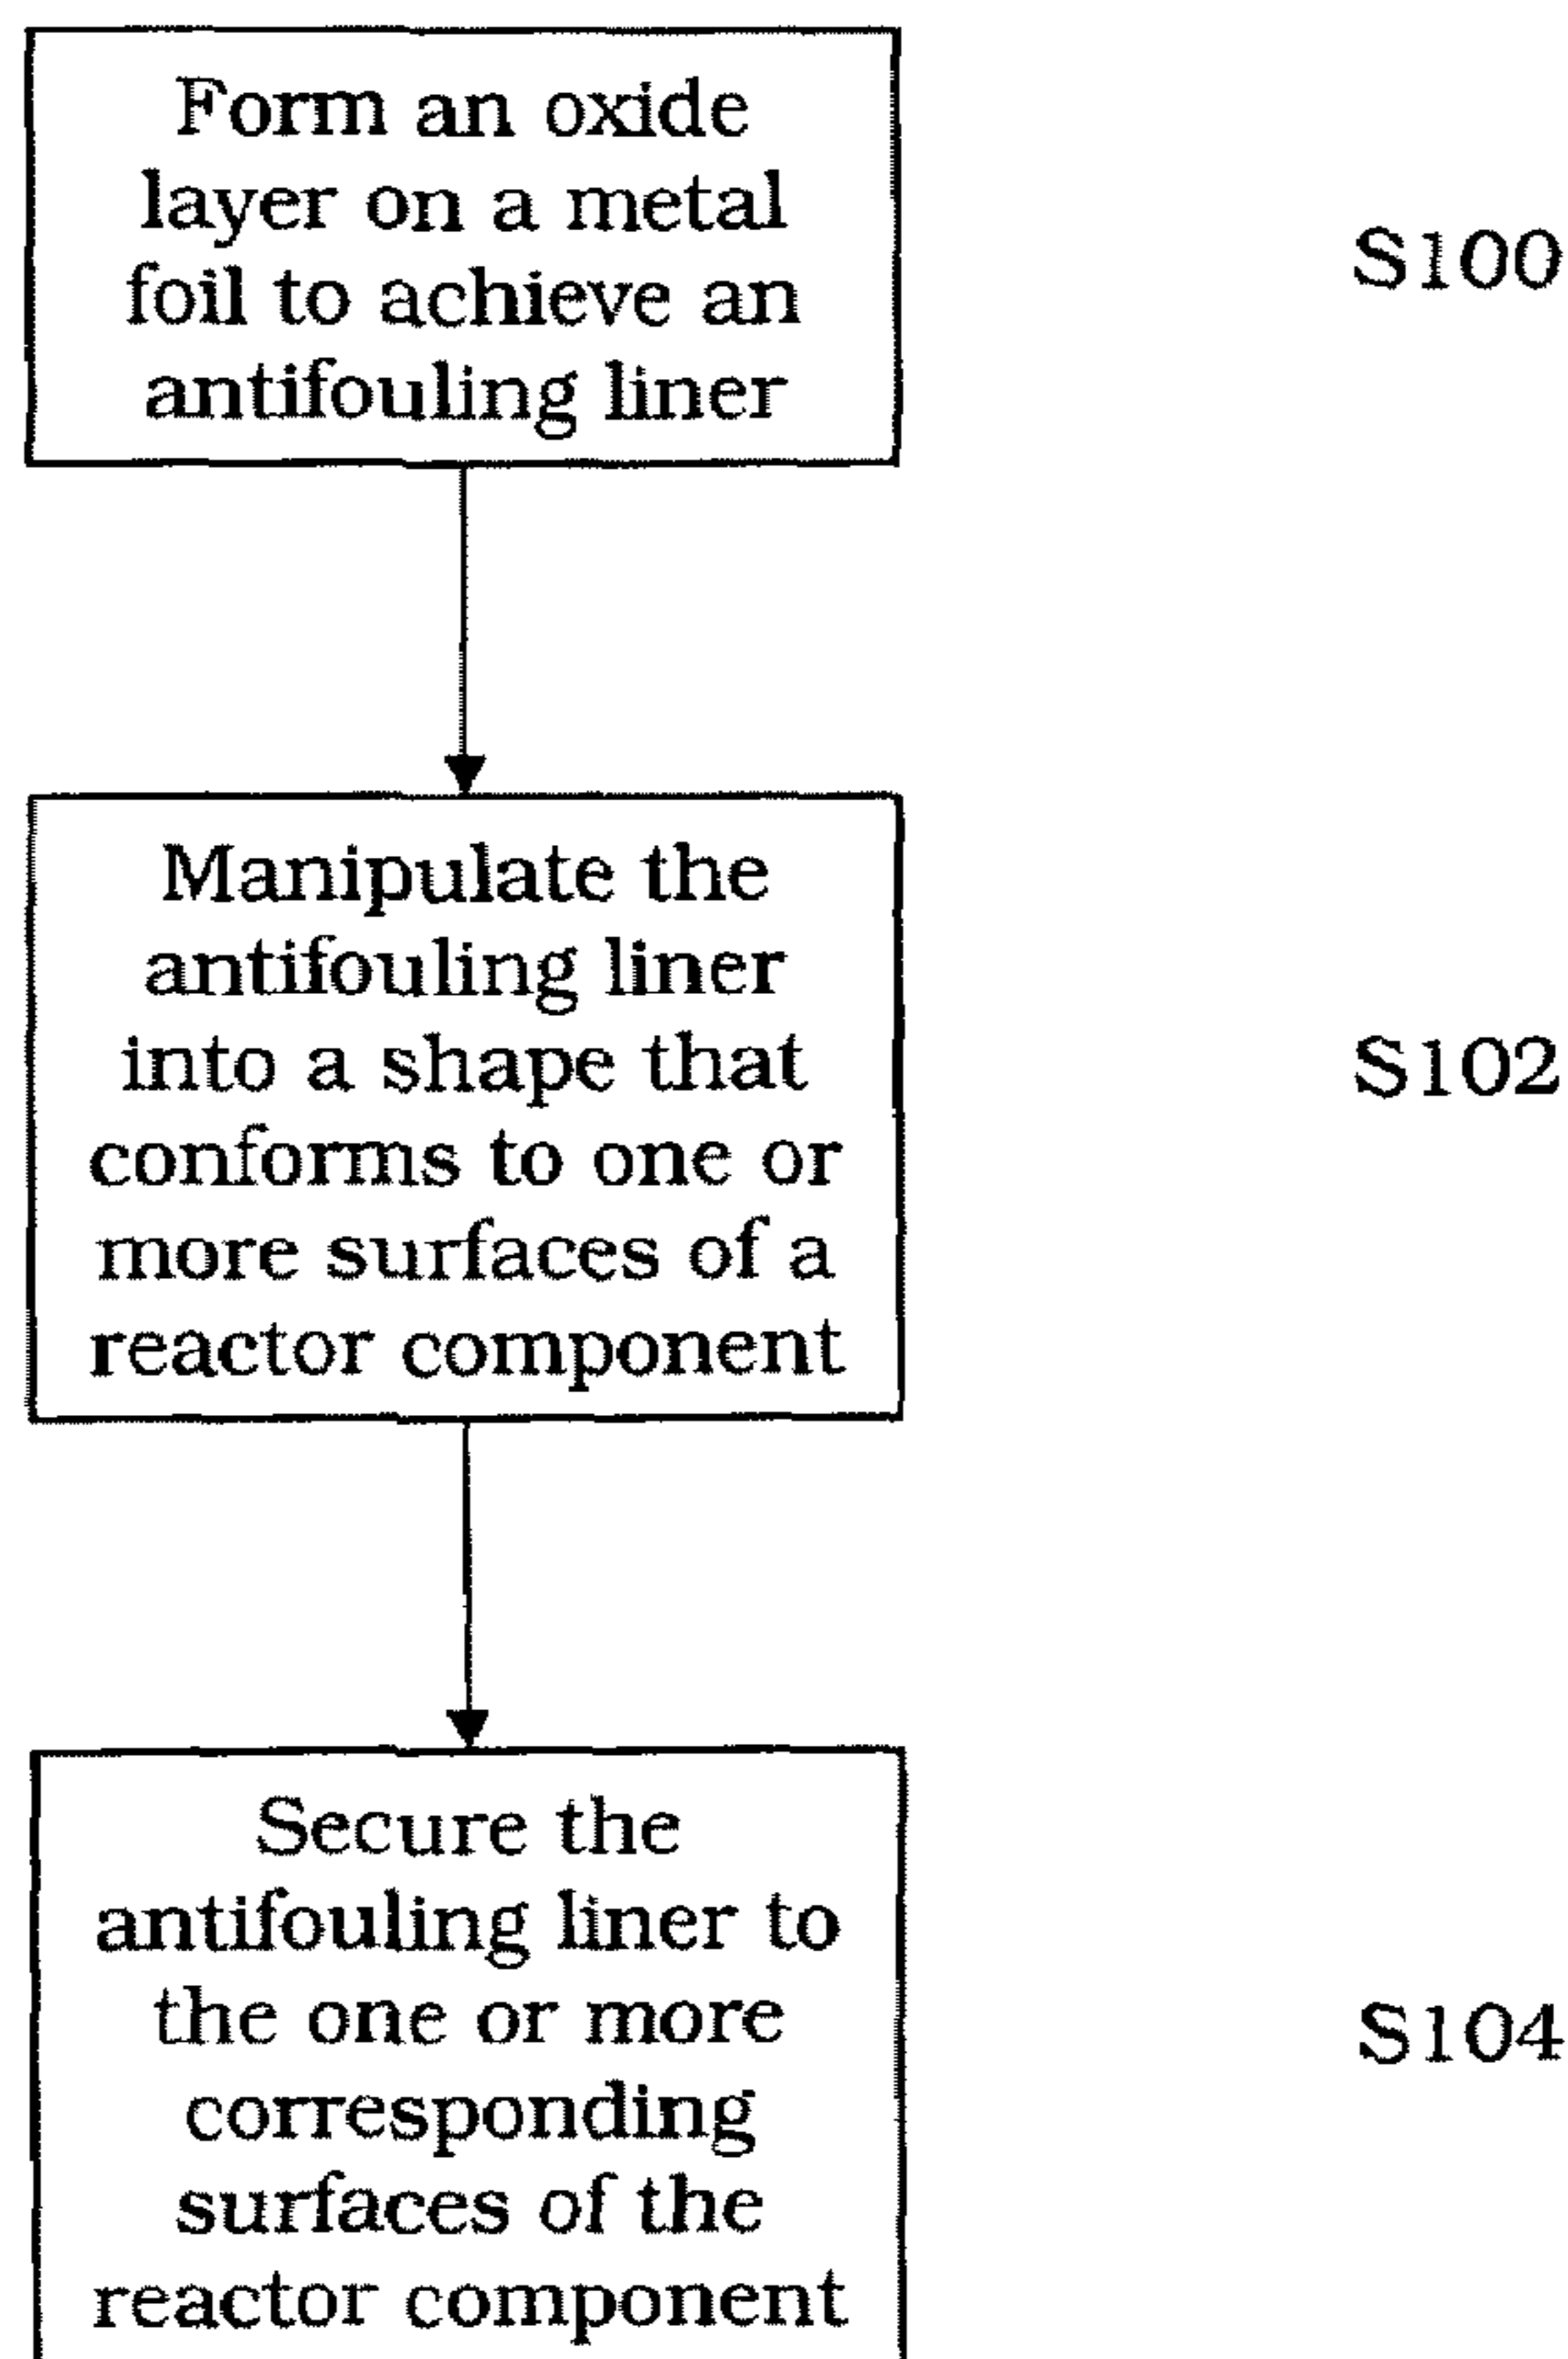 Form an oxide
layer on a metal
foil to achieve an
antifouling liner
S100
Manipulate the
antifouling liner
into a shape that
conforms to one or
more surfaces of a
reactor component
S102
Secure the
antifouling liner to
the one or more
corresponding
surfaces of the
reactor component
S104